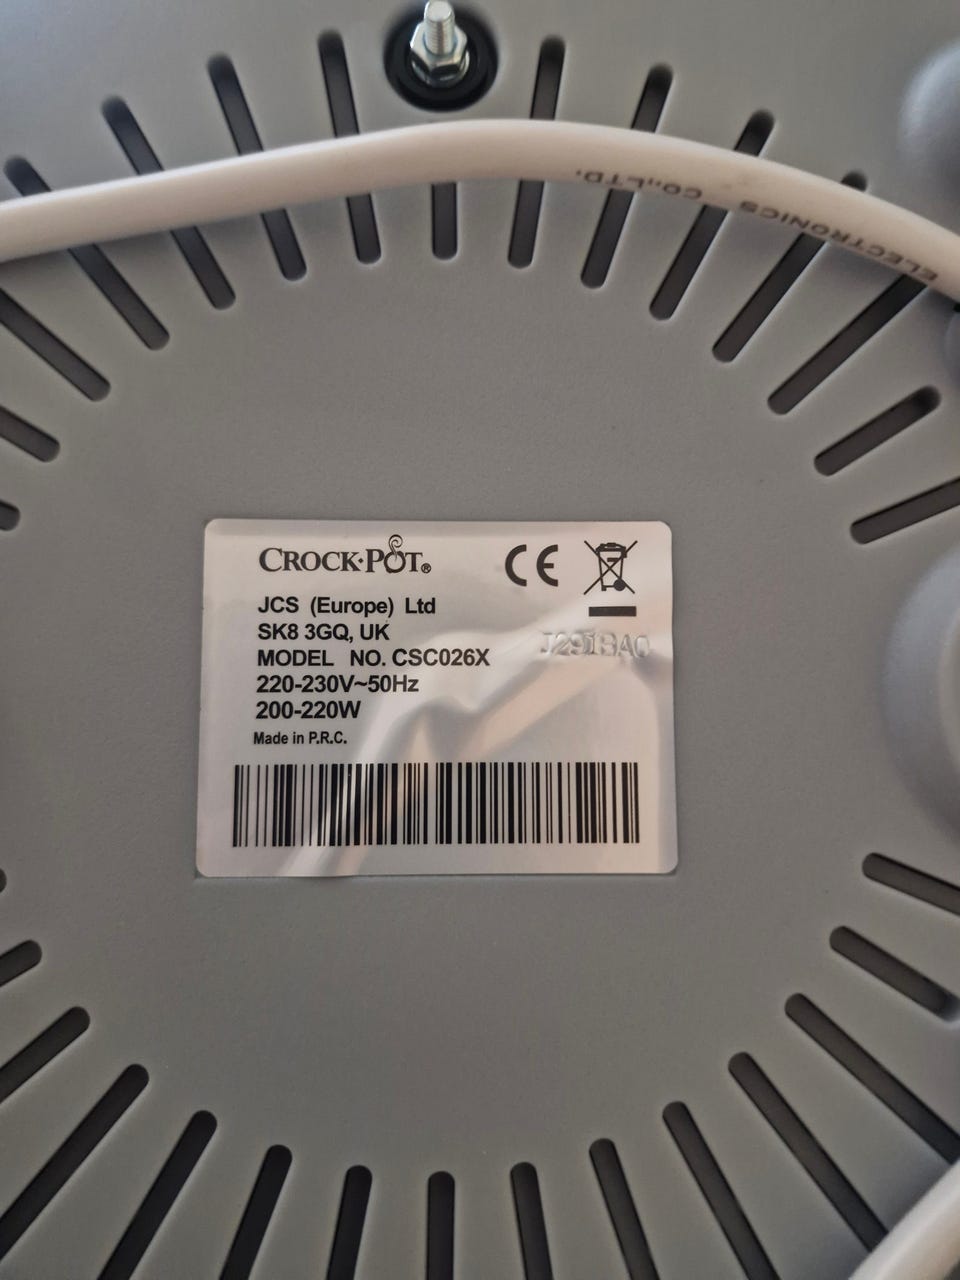 ELECTRONICS CO.,LTD.
CROCK·POT®
CE
JCS (Europe) Ltd
SK8 3GQ, UK
MODEL NO. CSC026X
220-230V~50Hz
200-220W
Made in P.R.C.